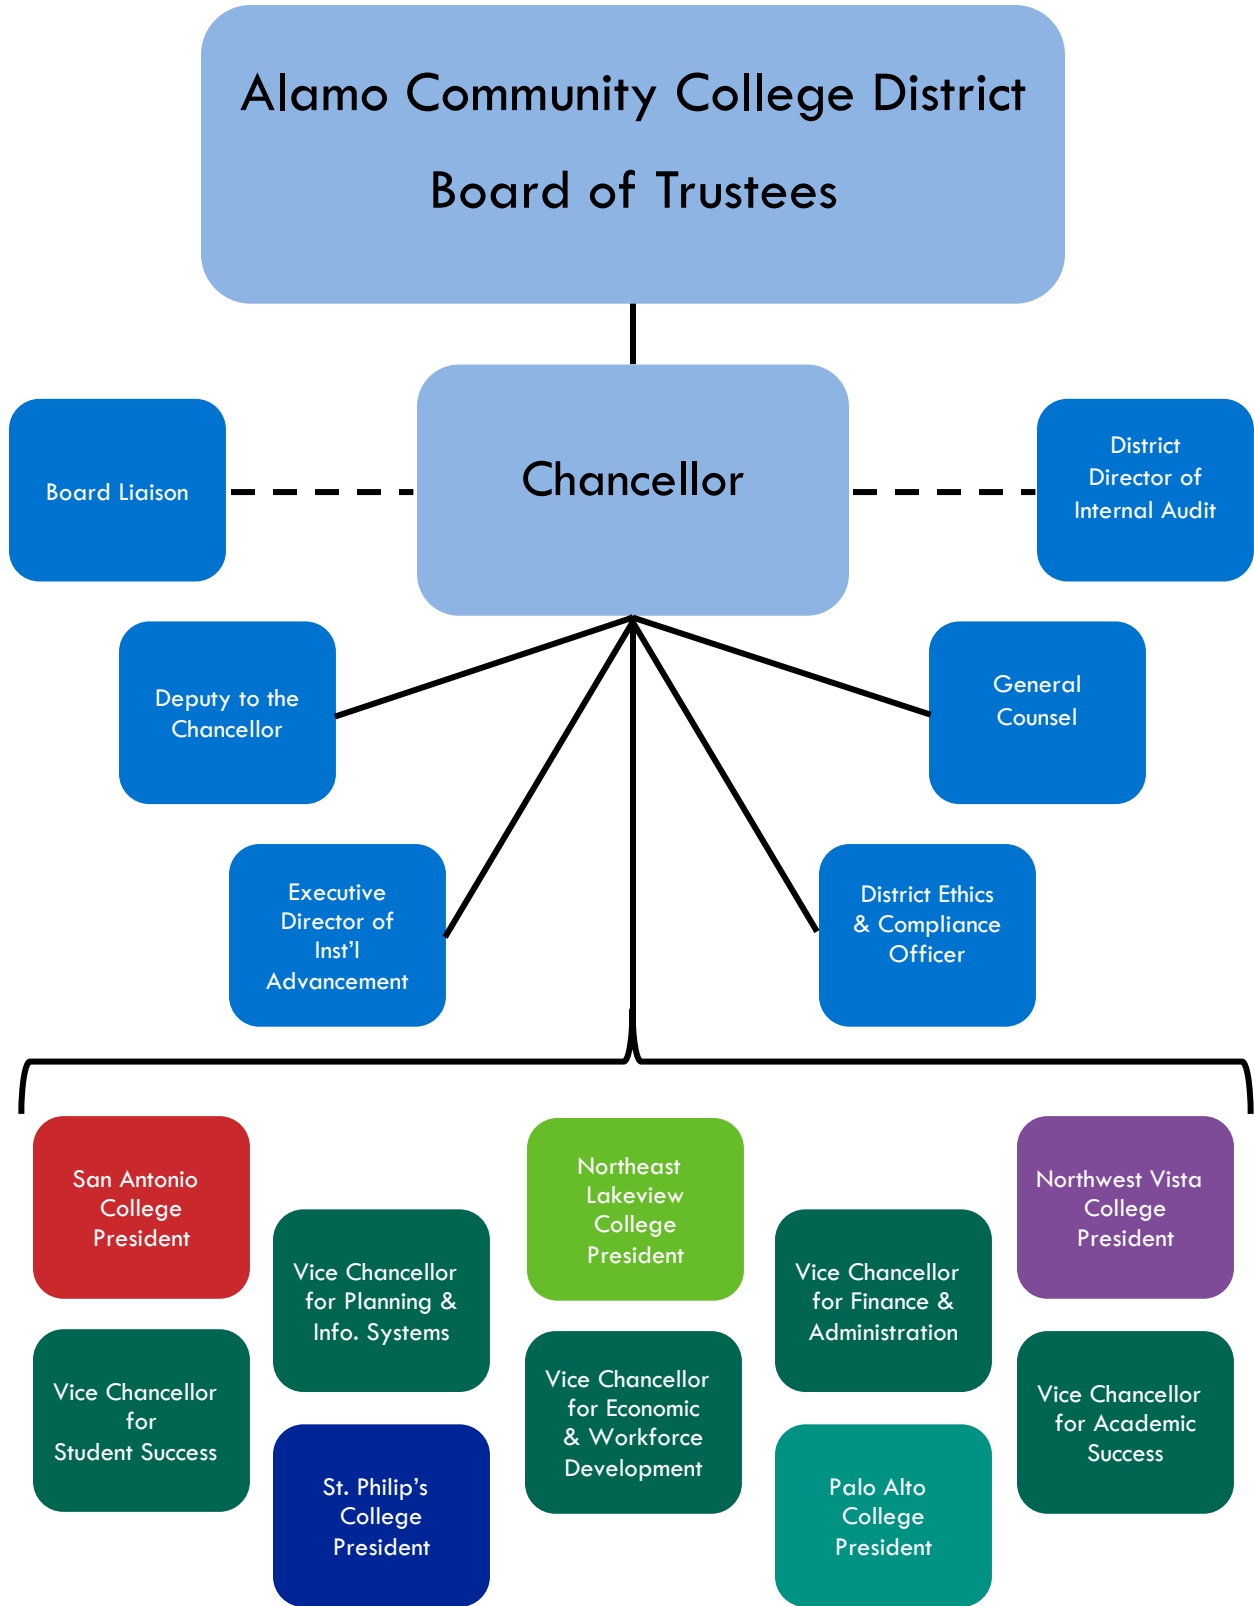 Alamo Community College District
Board of Trustees
Chancellor
Board Liaison
District
Director of
Internal Audit
Deputy to the
Chancellor
General
Counsel
Executive
Director of
Inst’l
Advancement
District Ethics
& Compliance
Officer
San Antonio
College
President
Vice Chancellor
for Planning &
Info. Systems
Northeast
Lakeview
College
President
Vice Chancellor
for Finance &
Administration
Northwest Vista
College
President
Vice Chancellor
for
Student Success
St. Philip’s
College
President
Vice Chancellor
for Economic
& Workforce
Development
Palo Alto
College
President
Vice Chancellor
for Academic
Success